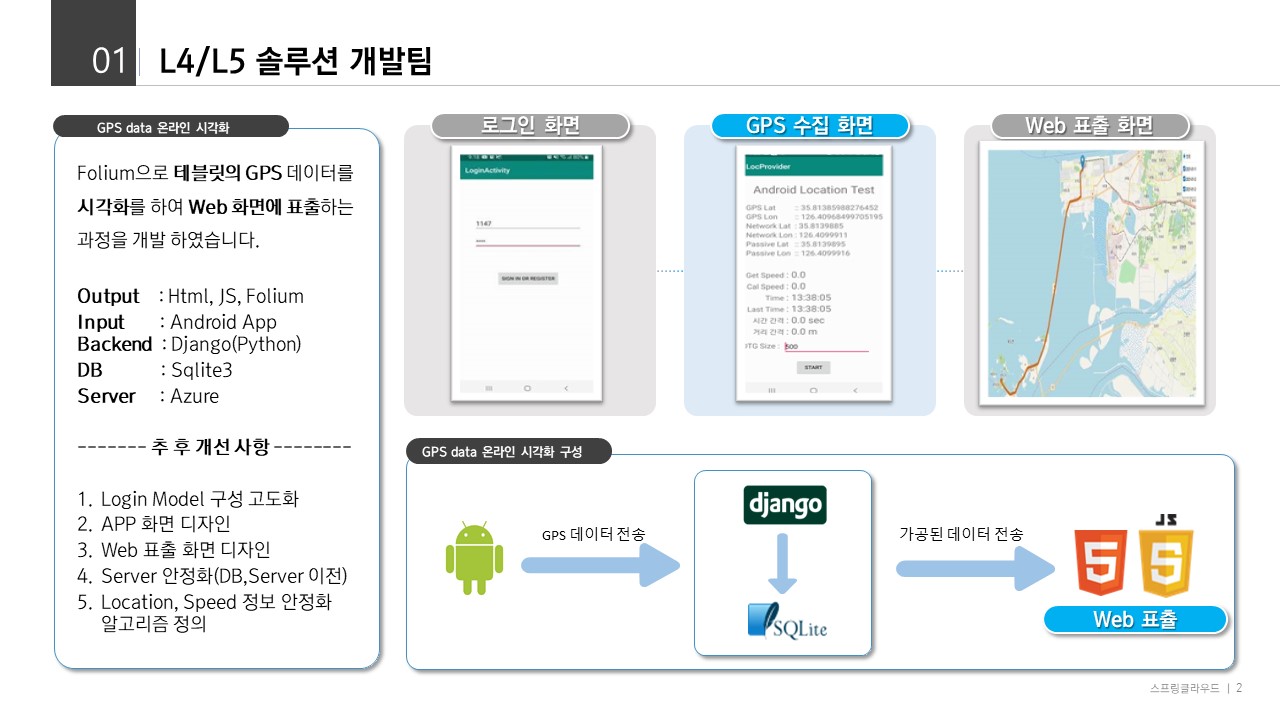 01
L4/L5 솔루션 개발팀
GPS data 온라인 시각화
Folium으로 테블릿의 GPS 데이터를
시각화를 하여 Web 화면에 표출하는
과정을 개발 하였습니다.
Output : Html, JS, Folium
Input : Android App
Backend : Django(Python)
DB : Sqlite3
Server : Azure
------- 추 후 개선 사항 --------
1. Login Model 구성 고도화
2. APP 화면 디자인
3. Web 표출 화면 디자인
4. Server 안정화(DB,Server 이전)
5. Location, Speed 정보 안정화
알고리즘 정의
로그인 화면
LoginActivity
1147
SIGN IN OR REGISTER
GPS 수집 화면
LocProvider
Android Location Test
GPS Lat :: 35.81385988276452
GPS Lon :: 126.40968499705195
Network.Lat : 35.8139885
Network.Lon : 126.4099911
Passive Lat : 35.8139895
Passive Lon :: 126.4099916
Get Speed : 0.0
Cal Speed : 0.0
Time : 13:38:05
Last Time : 13:38:05
시간 간격 : 0.0 sec
거리 간격 : 0.0 m
ITG Size : 500
START
Web 표출 화면
GPS data 온라인 시각화 구성
GPS 데이터 전송
django
SQLite
가공된 데이터 전송
JS
5
5
Web 표출
스프링클라우드 | 2